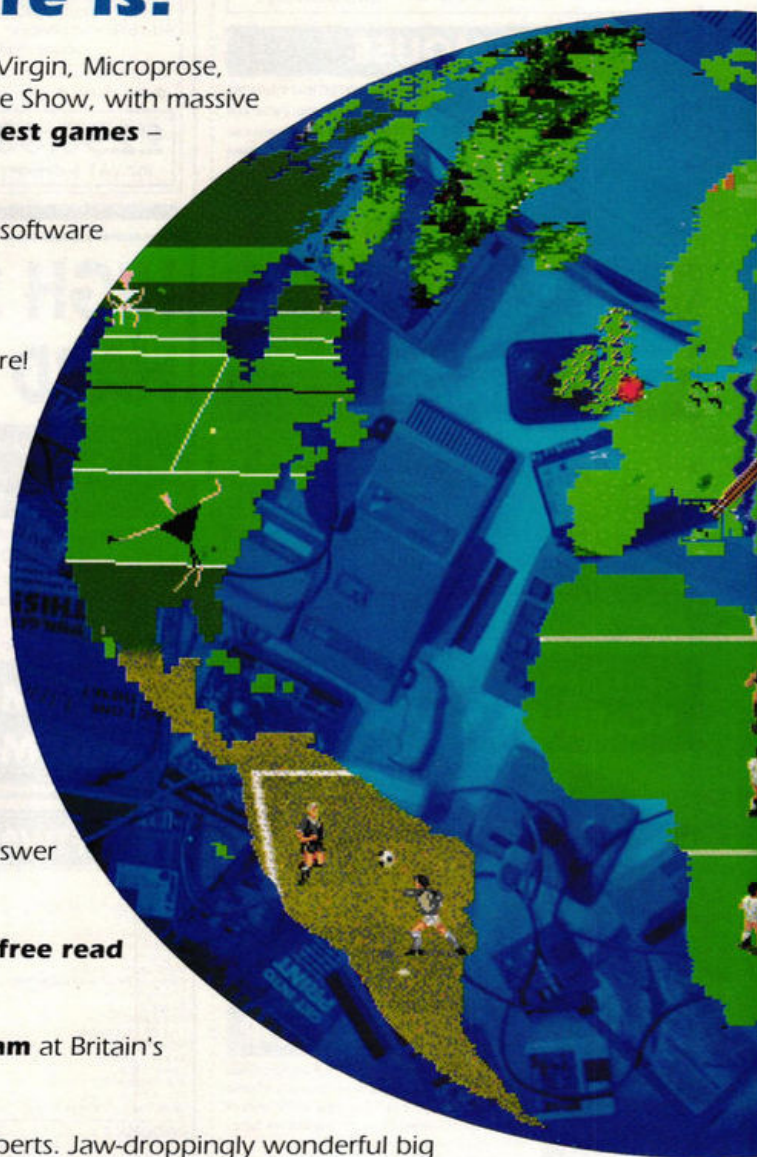 re is:
Virgin, Microprose,
e Show, with massive
est games –
software
re!
swer
free read
am at Britain's
perts. Jaw-droppingly wonderful big